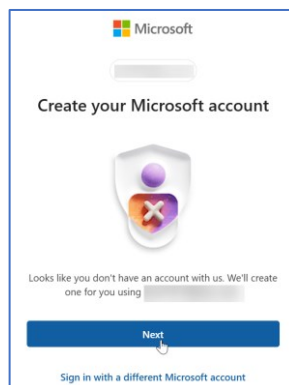 Microsoft
Create your Microsoft account
Looks like you don't have an account with us. We'll create
one for you using
Next
Sign in with a different Microsoft account